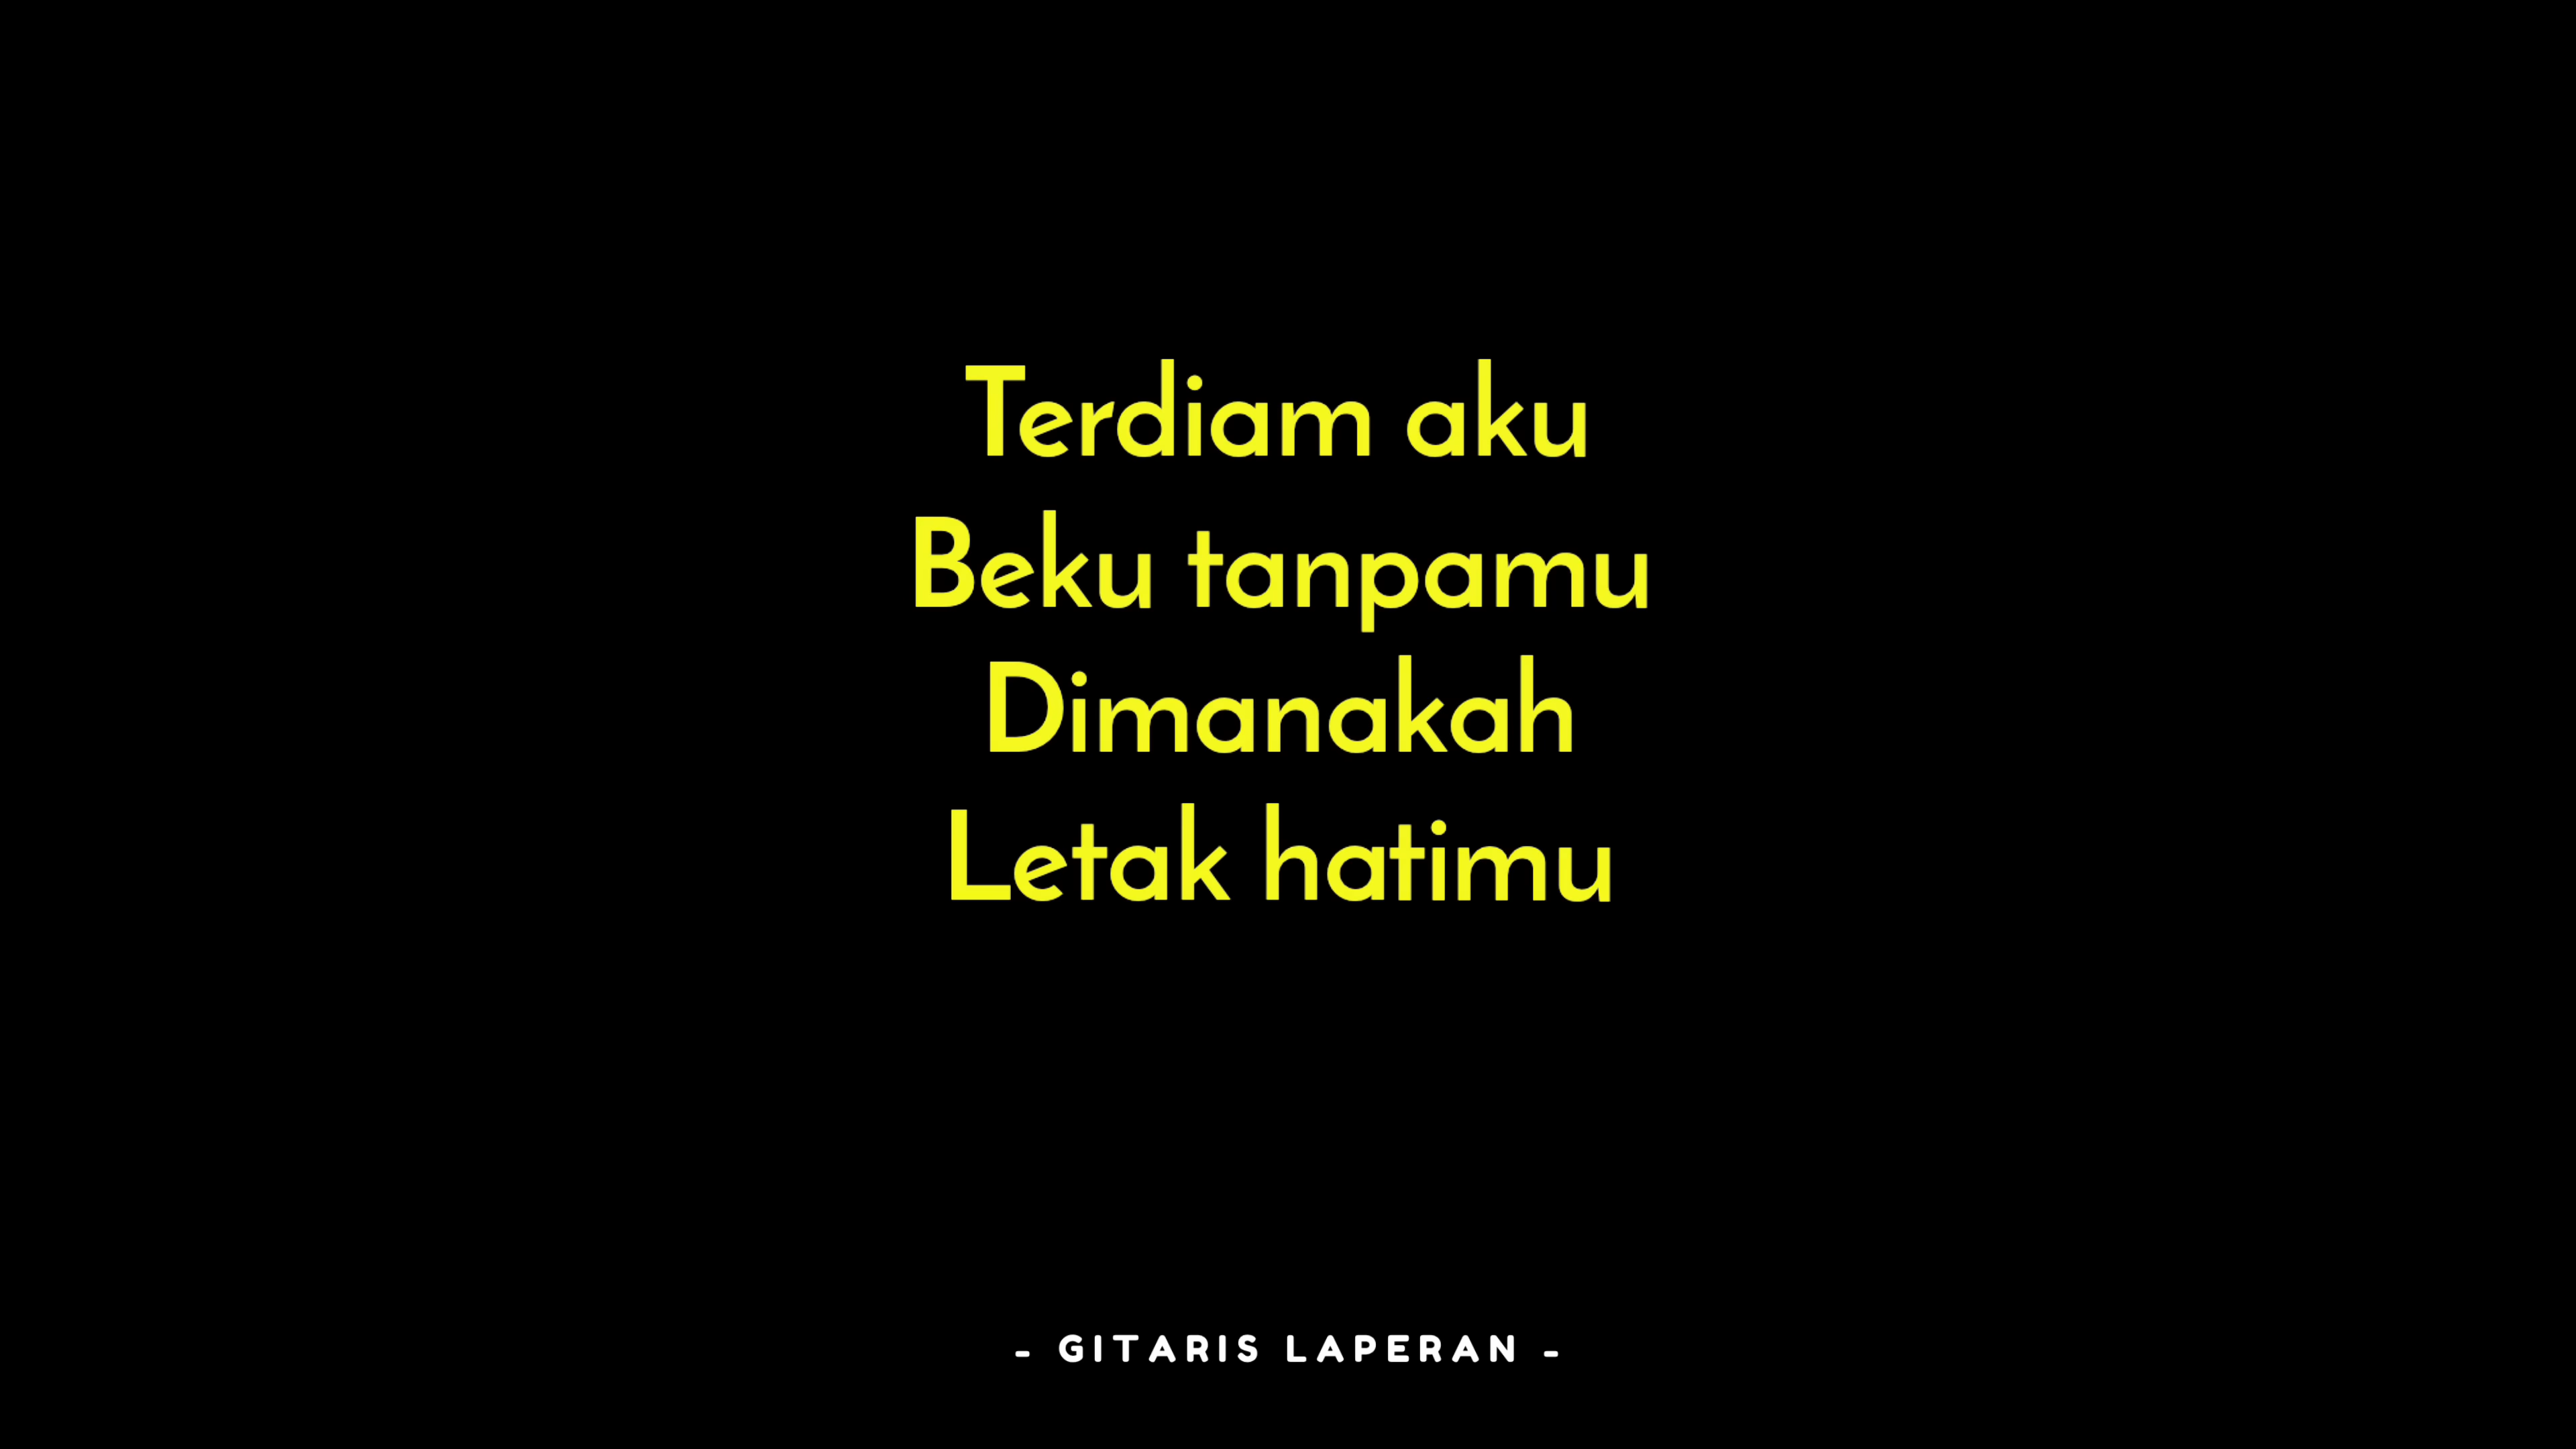 Terdiam aku
Beku tanpamu
Dimanakah
Letak hatimu
- GITARIS LAPERAN -